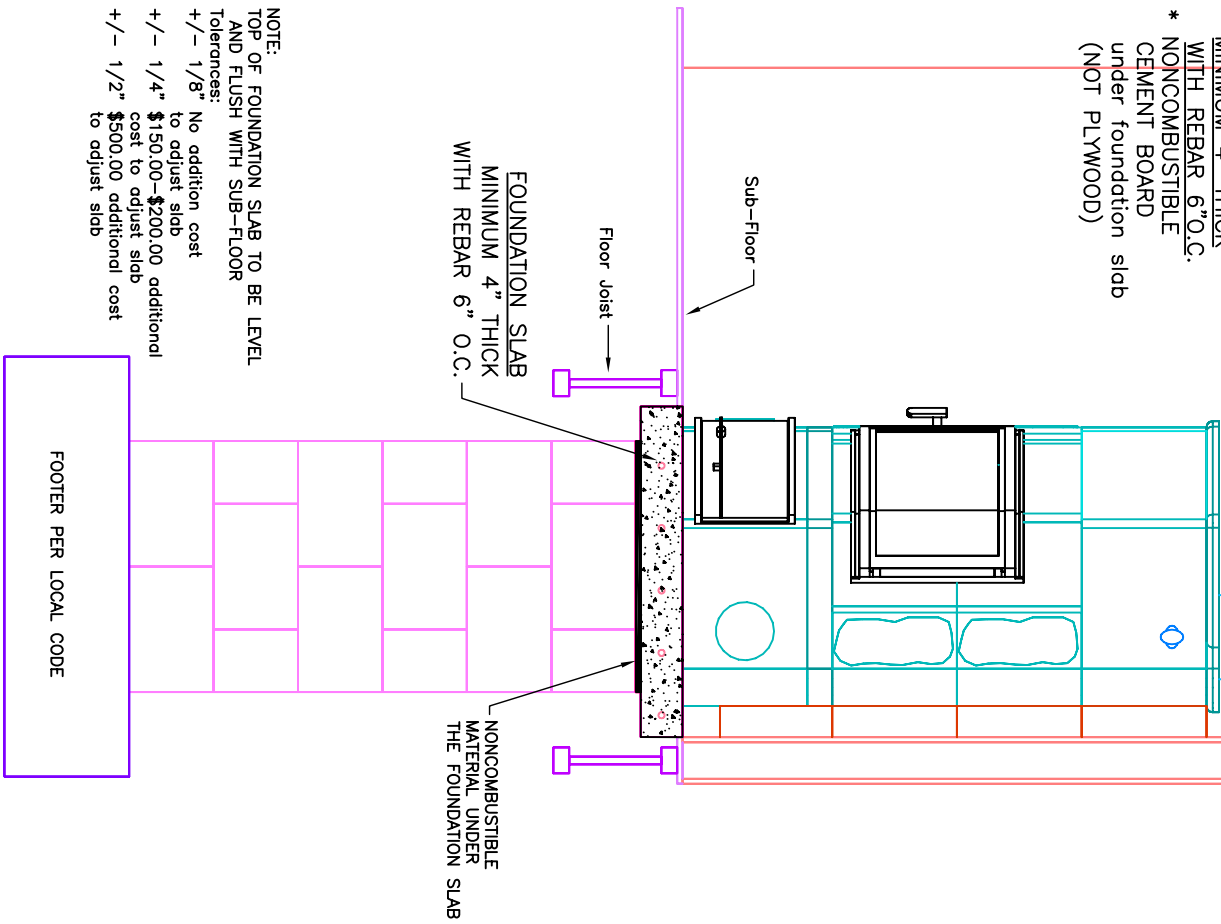 WITH REBAR 6"O.C.
* NONCOMBUSTIBLE
CEMENT BOARD
under foundation slab
(NOT PLYWOOD)
Sub-Floor
Floor Joist
FOUNDATION SLAB
MINIMUM 4" THICK
WITH REBAR 6" O.C.
NONCOMBUSTIBLE
MATERIAL UNDER
THE FOUNDATION SLAB
NOTE:
TOP OF FOUNDATION SLAB TO BE LEVEL
AND FLUSH WITH SUB-FLOOR
Tolerances:
+/- 1/8" No addition cost
to adjust slab
+/- 1/4" $150.00-$200.00 additional
cost to adjust slab
+/- 1/2" $500.00 additional cost
to adjust slab
FOOTER PER LOCAL CODE